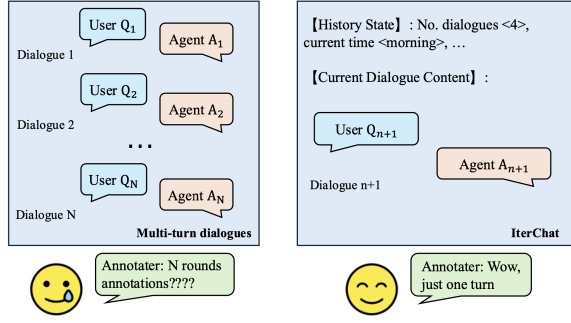 User Q1
Agent A1
Dialogue 1
User Q2
Agent A2
Dialogue 2
...
User QN
Agent AN
Dialogue N
Multi-turn dialogues
Annotater: N rounds
annotations????
【History State】: No. dialogues <4>,
current time <morning>, …
【Current Dialogue Content】:
User Qn+1
Agent An+1
Dialogue n+1
IterChat
Annotater: Wow,
just one turn